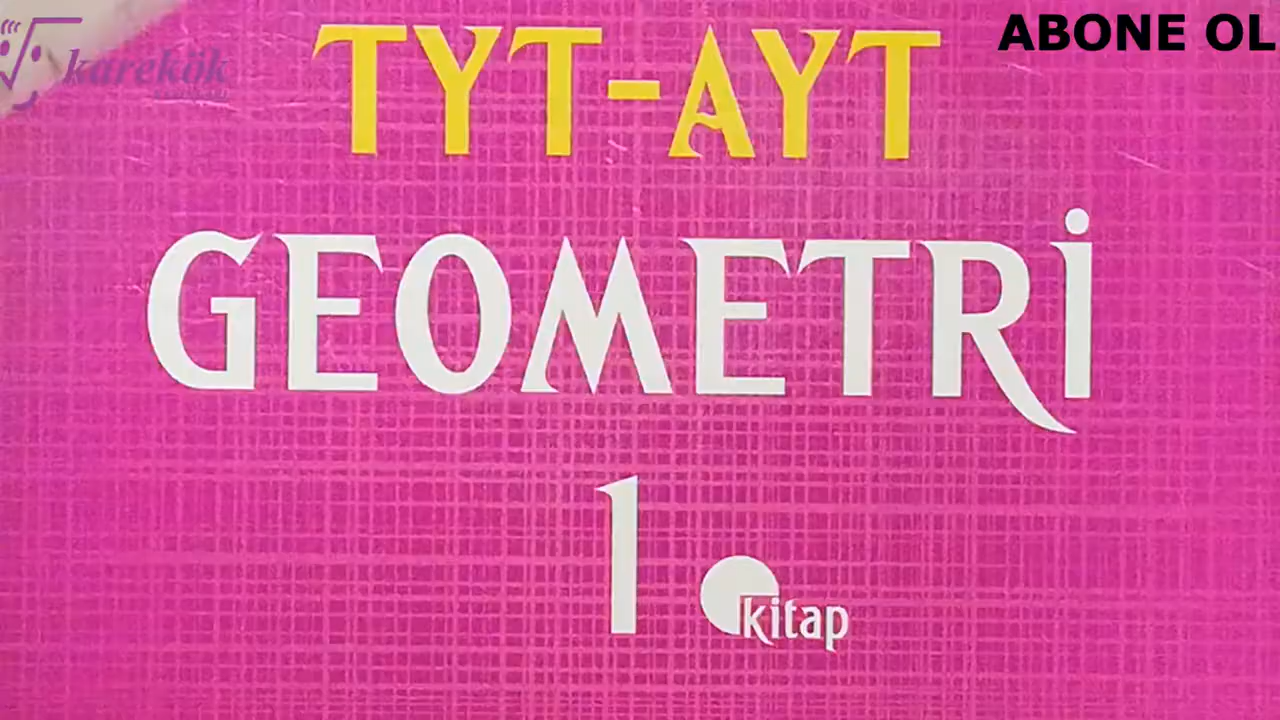 karekök
ABONE OL
TYT-AYT
GEOMETRİ
1. kitap